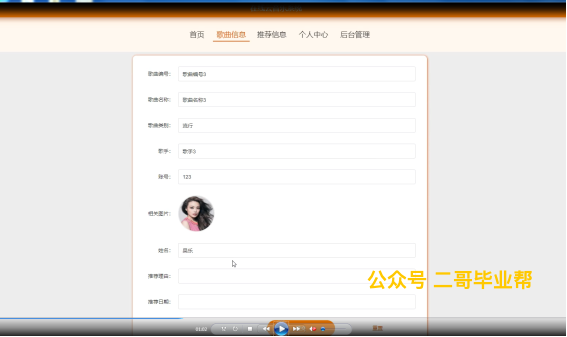 首页 歌曲信息 推荐信息 个人中心 后台管理
歌曲编号: 歌曲编号3
歌曲名称: 歌曲名称3
歌曲类别: 流行
歌手: 歌手3
账号: 123
相关图片:
姓名: 音乐
推荐理由:
公众号 二哥毕业帮
推荐日期:
01:02